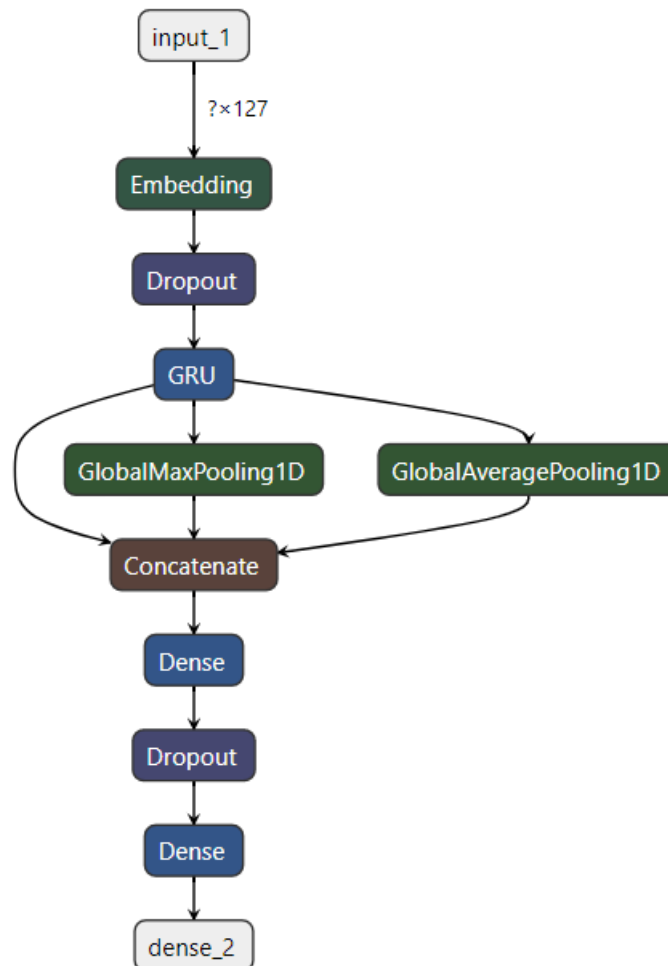 input_1
?×127
Embedding
Dropout
GRU
GlobalMaxPooling1D
GlobalAveragePooling1D
Concatenate
Dense
Dropout
Dense
dense_2